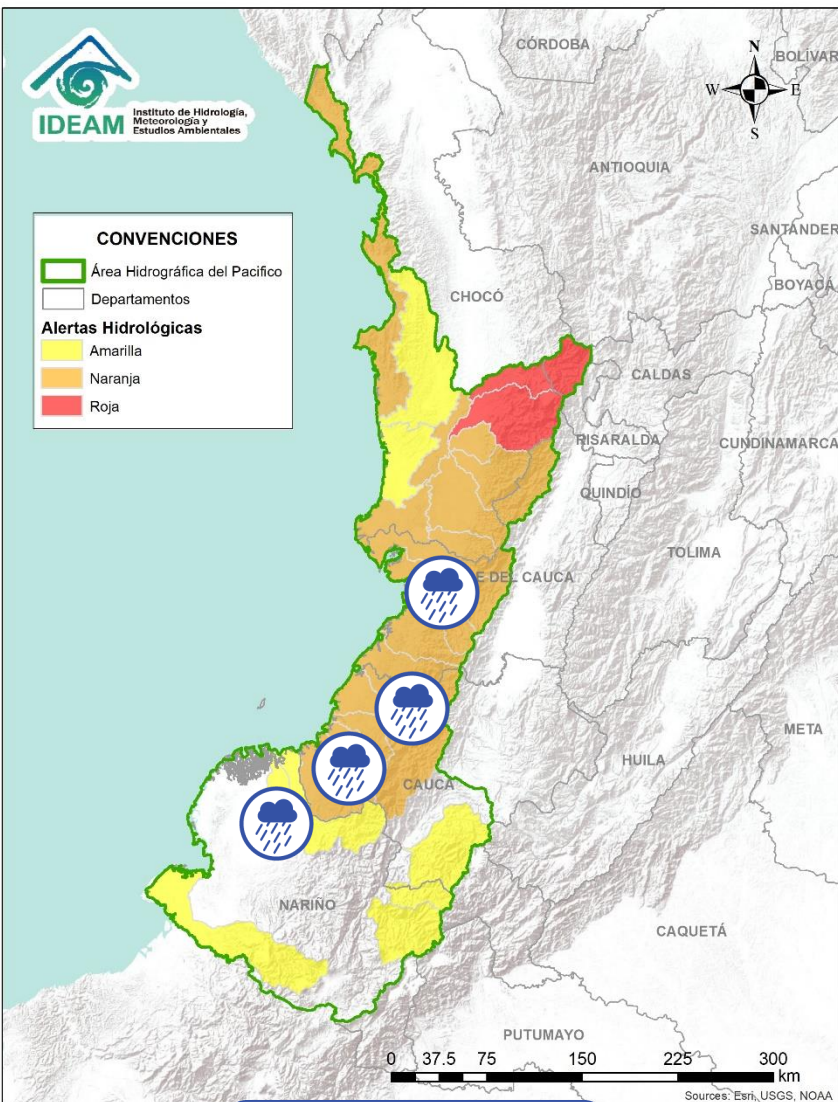 CÓRDOBA
BOLÍVAR
N
W E
S
IDEAM
Instituto de Hidrología,
Meteorología y
Estudios Ambientales
ANTIOQUIA
SANTANDER
BOYACÁ
CONVENCIONES
Área Hidrográfica del Pacifico
Departamentos
Alertas Hidrológicas
Amarilla
Naranja
Roja
CHOCÓ
CALDAS
RISARALDA
CUNDINAMARCA
QUINDÍO
TOLIMA
E DEL CAUCA
META
HUILA
CAUCA
NARIÑO
CAQUETÁ
PUTUMAYO
0 37.5 75 150 225 300
km
Sources: Esri, USGS, NOAA